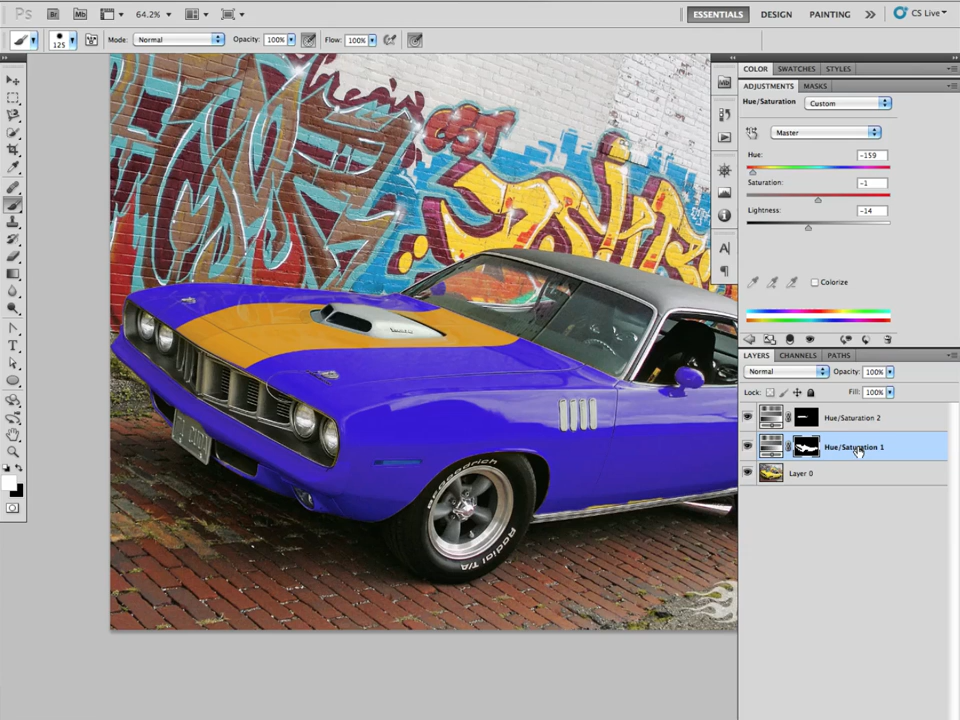 Ps Br Mb 64.2% ESSENTIALS DESIGN PAINTING CS Live
125 Mode: Normal Opacity: 100% Flow: 100%
COLOR SWATCHES STYLES
ADJUSTMENTS MASKS
Hue/Saturation Custom
Master
Hue: -159
Saturation: -1
Lightness: -14
Colorize
LAYERS CHANNELS PATHS
Normal Opacity: 100%
Lock: Fill: 100%
Hue/Saturation 2
Hue/Saturation 1
Layer 0
BFGoodrich
Radial T/A